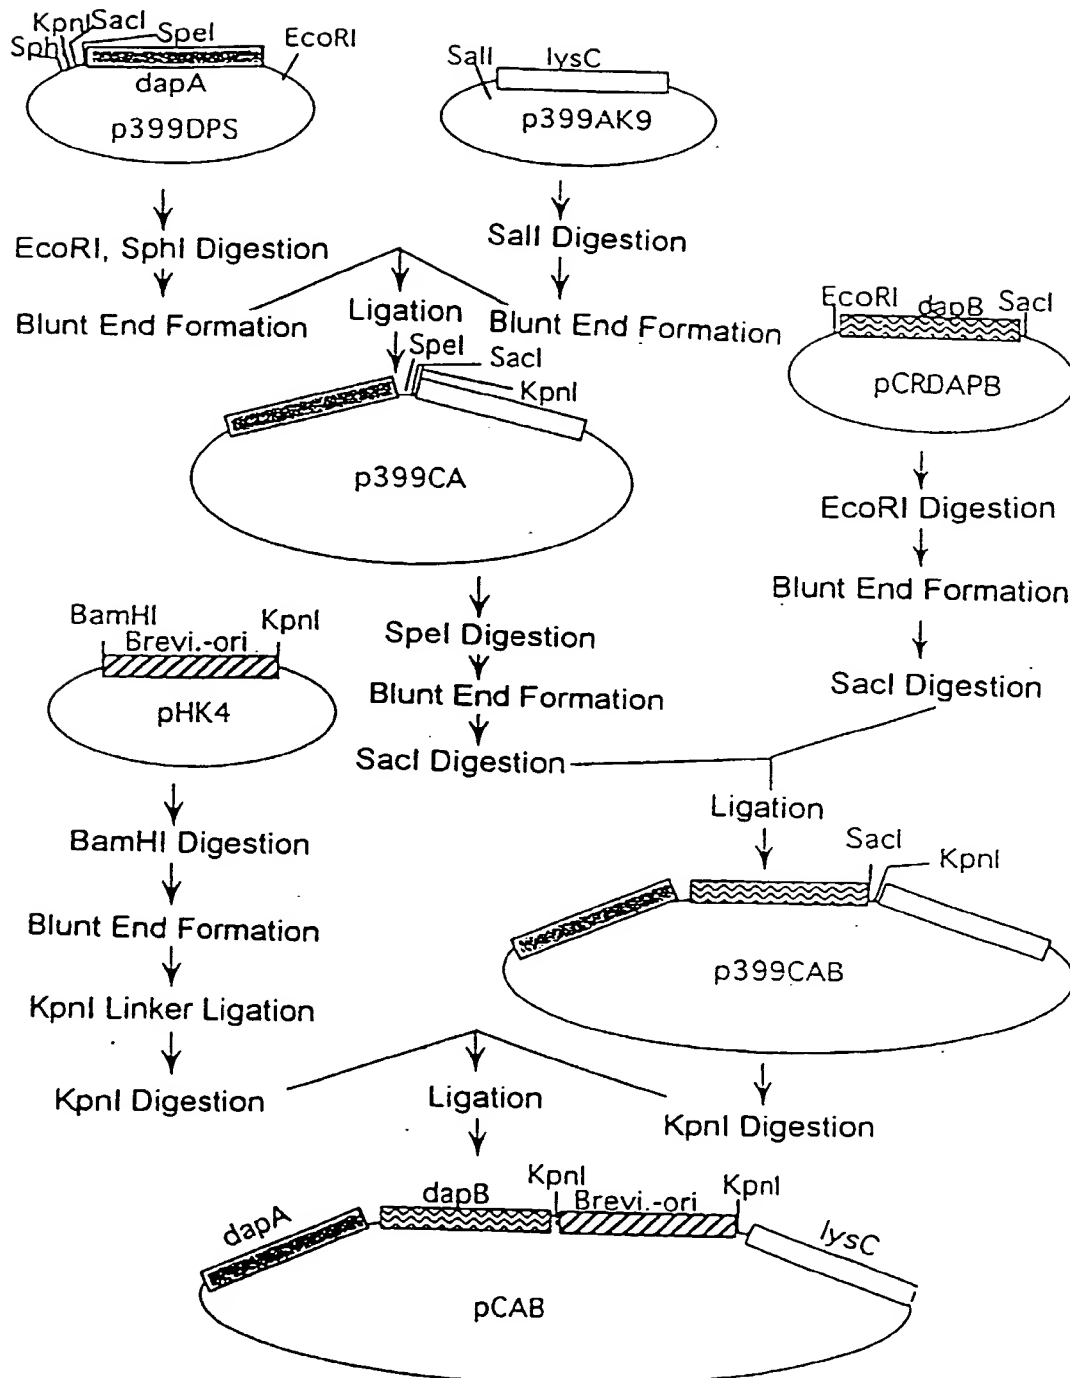 KpnI
SacI
SphI
SpeI
EcoRI
dapA
p399DPS
SalI
lysC
p399AK9
EcoRI, SphI Digestion
SalI Digestion
Blunt End Formation
Ligation
Blunt End Formation
EcoRI
dapB
SacI
pCRDAPB
SpeI
SacI
KpnI
p399CA
EcoRI Digestion
Blunt End Formation
SacI Digestion
BamHI
Brevi.-ori
KpnI
pHK4
SpeI Digestion
Blunt End Formation
SacI Digestion
Ligation
BamHI Digestion
Blunt End Formation
KpnI Linker Ligation
KpnI Digestion
SacI
KpnI
p399CAB
Ligation
KpnI Digestion
dapA
dapB
KpnI
Brevi.-ori
KpnI
lysC
pCAB